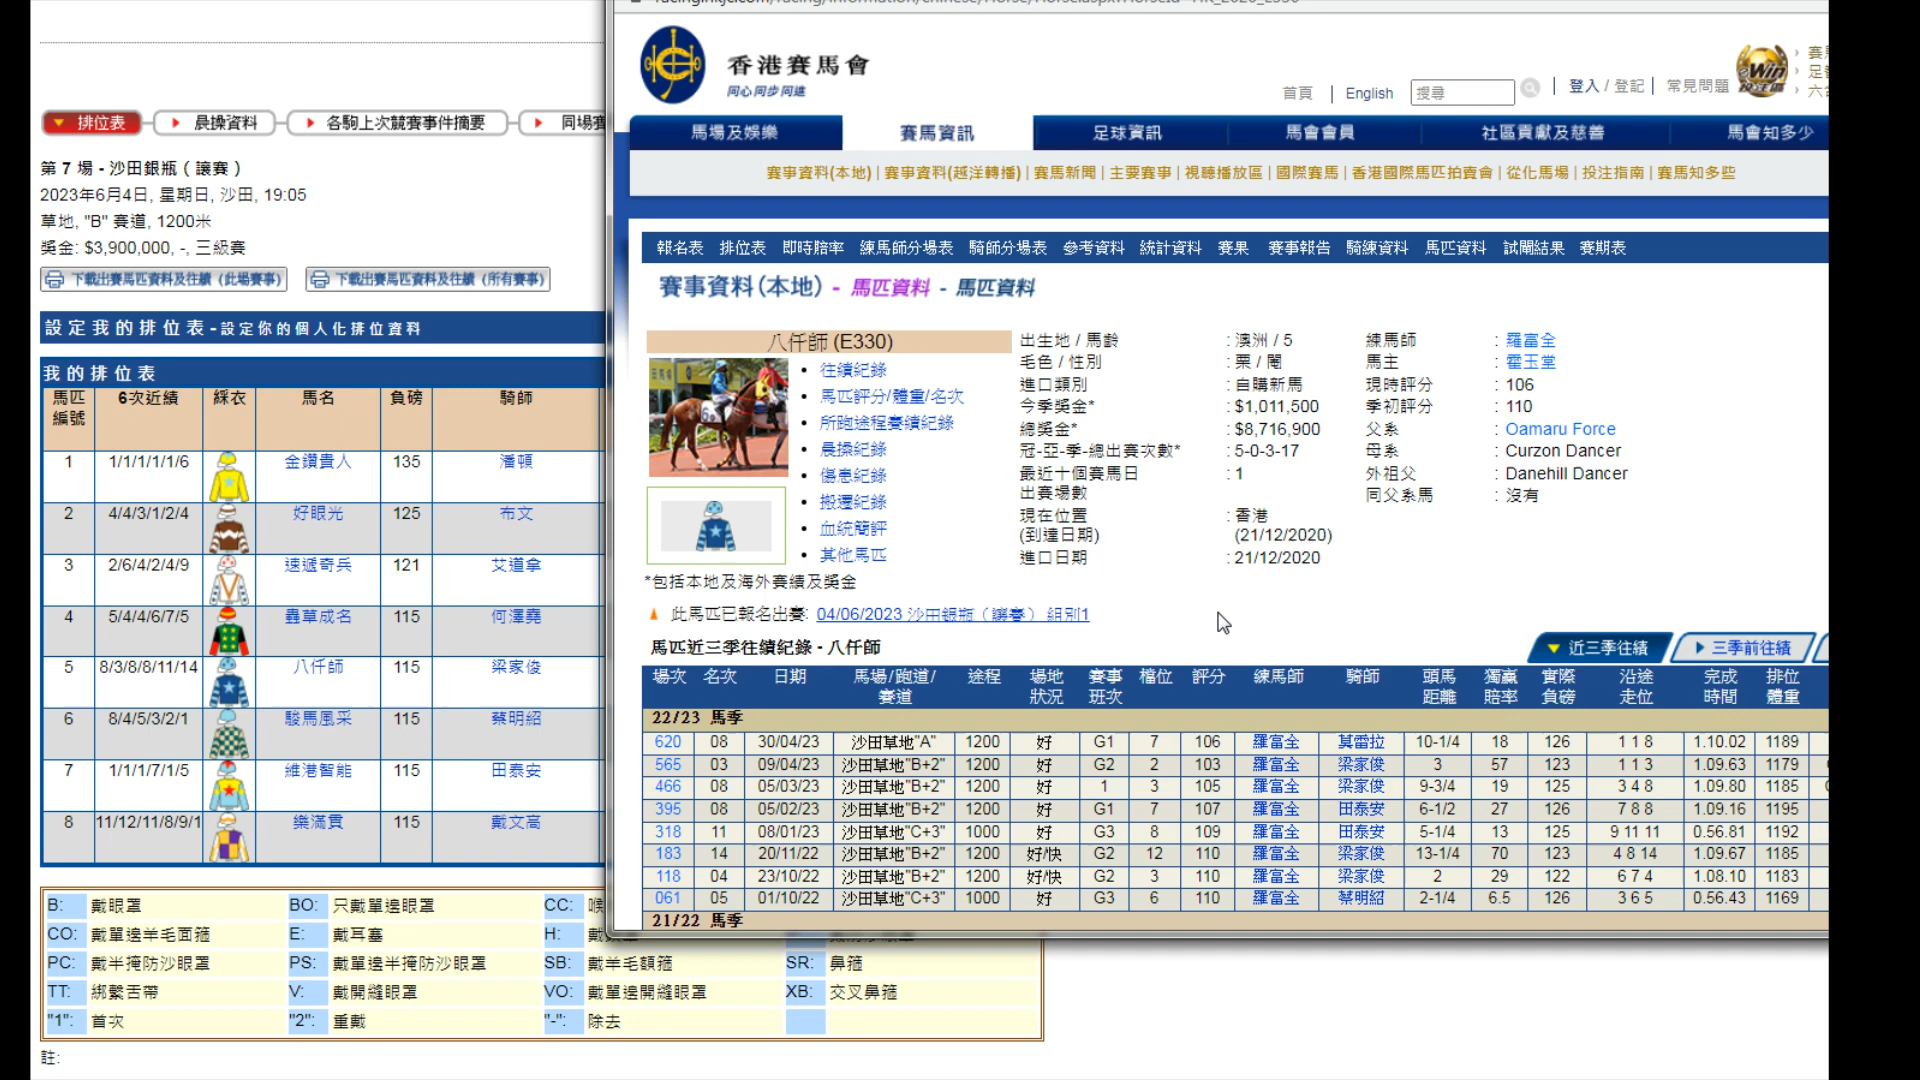 排位表 晨操資料 各駒上次競賽事件摘要 同場賽
第 7 場 - 沙田銀瓶 ( 讓賽 )
2023年6月4日, 星期日, 沙田, 19:05
草地, "B" 賽道, 1200米
獎金: $3,900,000, -, 三級賽
下載出賽馬匹資料及往績 (此場賽事) 下載出賽馬匹資料及往績 (所有賽事)
設定我的排位表 - 設定你的個人化排位資料
我的排位表
馬匹編號 6次近績 綵衣 馬名 負磅 騎師
1 1/1/1/1/1/6 金鑽貴人 135 潘頓
2 4/4/3/1/2/4 好眼光 125 布文
3 2/6/4/2/4/9 速遞奇兵 121 艾道拿
4 5/4/4/6/7/5 蟲草成名 115 何澤堯
5 8/3/8/8/11/14 八仟師 115 梁家俊
6 8/4/5/3/2/1 駿馬風采 115 蔡明紹
7 1/1/1/7/1/5 維港智能 115 田泰安
8 11/12/11/8/9/1 樂滿貫 115 戴文高
B: 戴眼罩 BO: 只戴單邊眼罩 CC:
CO: 戴單邊羊毛面箍 E: 戴耳塞 H:
PC: 戴半掩防沙眼罩 PS: 戴單邊半掩防沙眼罩 SB: 戴羊毛額箍 SR: 鼻箍
TT: 綁繫舌帶 V: 戴開縫眼罩 VO: 戴單邊開縫眼罩 XB: 交叉鼻箍
"1": 首次 "2": 重戴 "-": 除去
註:
香港賽馬會
同心同步同進
首頁 | English 搜尋 | 登入 / 登記 | 常見問題 eWin 投注區
馬場及娛樂 賽馬資訊 足球資訊 馬會會員 社區貢獻及慈善 馬會知多少
賽事資料(本地) | 賽事資料(越洋轉播) | 賽馬新聞 | 主要賽事 | 視聽播放區 | 國際賽馬 | 香港國際馬匹拍賣會 | 從化馬場 | 投注指南 | 賽馬知多些
報名表 排位表 即時賠率 練馬師分場表 騎師分場表 參考資料 統計資料 賽果 賽事報告 騎練資料 馬匹資料 試閘結果 賽期表
賽事資料(本地) - 馬匹資料 - 馬匹資料
八仟師 (E330)
往績紀錄
馬匹評分/體重/名次
所跑途程賽績紀錄
晨操紀錄
傷患紀錄
搬遷紀錄
血統簡評
其他馬匹
出生地 / 馬齡 : 澳洲 / 5
毛色 / 性別 : 栗 / 閹
進口類別 : 自購新馬
今季獎金* : $1,011,500
總獎金* : $8,716,900
冠-亞-季-總出賽次數* : 5-0-3-17
最近十個賽馬日 : 1
出賽場數
現在位置 : 香港
(到達日期) (21/12/2020)
進口日期 : 21/12/2020
練馬師 : 羅富全
馬主 : 霍玉堂
現時評分 : 106
季初評分 : 110
父系 : Oamaru Force
母系 : Curzon Dancer
外祖父 : Danehill Dancer
同父系馬 : 沒有
*包括本地及海外賽績及獎金
此馬匹已報名出賽: 04/06/2023 沙田銀瓶（讓賽） 組別1
馬匹近三季往績紀錄 - 八仟師
近三季往績 三季前往績
場次 名次 日期 馬場/跑道/賽道 途程 場地狀況 賽事班次 檔位 評分 練馬師 騎師 頭馬距離 獨贏賠率 實際負磅 沿途走位 完成時間 排位體重
22/23 馬季
620 08 30/04/23 沙田草地"A" 1200 好 G1 7 106 羅富全 莫雷拉 10-1/4 18 126 1 1 8 1.10.02 1189
565 03 09/04/23 沙田草地"B+2" 1200 好 G2 2 103 羅富全 梁家俊 3 57 123 1 1 3 1.09.63 1179
466 08 05/03/23 沙田草地"B+2" 1200 好 1 3 105 羅富全 梁家俊 9-3/4 19 125 3 4 8 1.09.80 1185
395 08 05/02/23 沙田草地"B+2" 1200 好 G1 7 107 羅富全 田泰安 6-1/2 27 126 7 8 8 1.09.16 1195
318 11 08/01/23 沙田草地"C+3" 1000 好 G3 8 109 羅富全 田泰安 5-1/4 13 125 9 11 11 0.56.81 1192
183 14 20/11/22 沙田草地"B+2" 1200 好/快 G2 12 110 羅富全 梁家俊 13-1/4 70 123 4 8 14 1.09.67 1185
118 04 23/10/22 沙田草地"B+2" 1200 好/快 G2 3 110 羅富全 梁家俊 2 29 122 6 7 4 1.08.10 1183
061 05 01/10/22 沙田草地"C+3" 1000 好 G3 6 110 羅富全 蔡明紹 2-1/4 6.5 126 3 6 5 0.56.43 1169
21/22 馬季